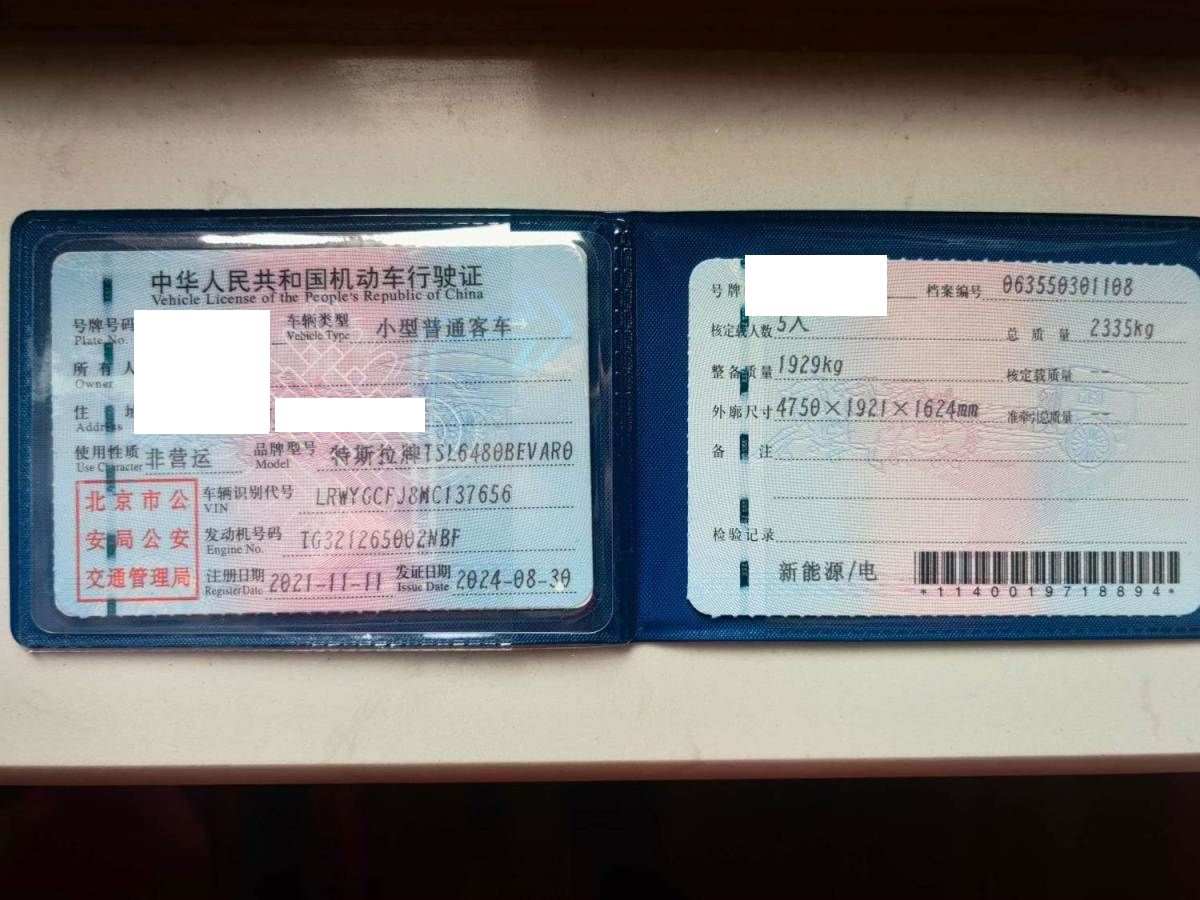 中华人民共和国机动车行驶证
Vehicle License of the People's Republic of China
号牌号码 车辆类型 小型普通客车
Plate No. Vehicle Type
所有人
Owner
住址
Address
使用性质 非营运 品牌型号 特斯拉牌TSL6480BEVAR0
Use Character Model
车辆识别代号 LRWYGCFJ8MC137656
VIN
发动机号码 TG321265002NBF
Engine No.
注册日期 2021-11-11 发证日期 2024-08-30
Register Date Issue Date
北京市公
安局公安
交通管理局
号牌 档案编号 063550301108
核定载人数 5人 总质量 2335kg
整备质量 1929kg 核定载质量 --
外廓尺寸 4750×1921×1624mm 准牵引总质量 --
备注
检验记录
新能源/电
*1140019718894*